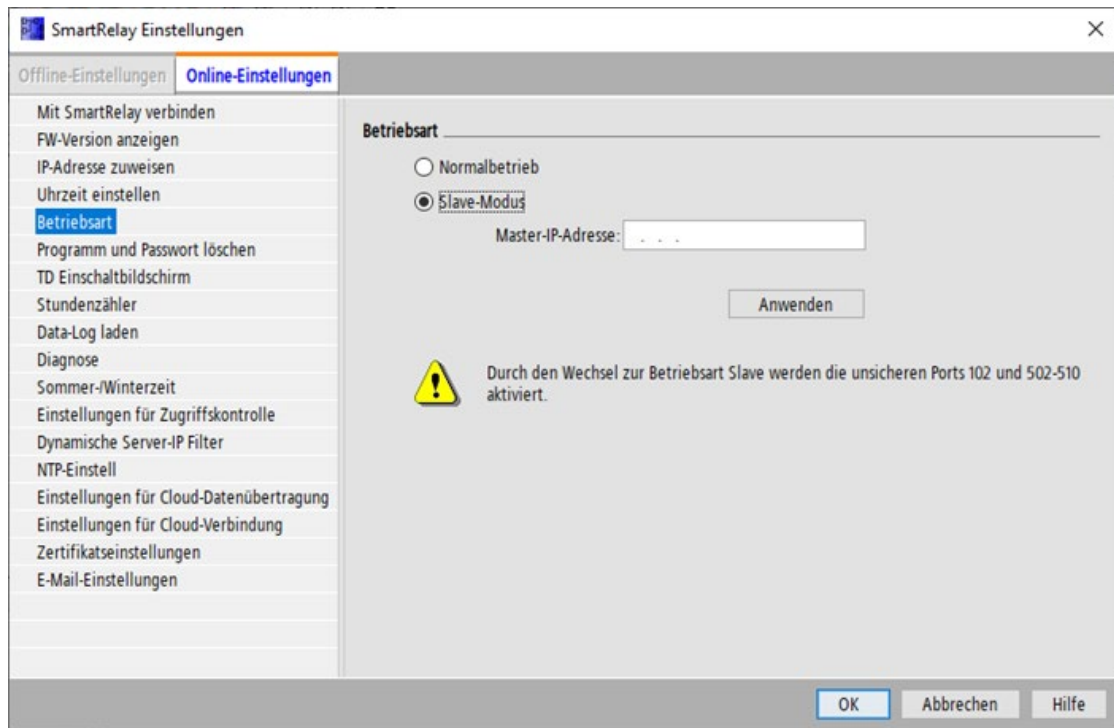 SmartRelay Einstellungen
Offline-Einstellungen
Online-Einstellungen
Mit SmartRelay verbinden
FW-Version anzeigen
IP-Adresse zuweisen
Uhrzeit einstellen
Betriebsart
Programm und Passwort löschen
TD Einschaltbildschirm
Stundenzähler
Data-Log laden
Diagnose
Sommer-/Winterzeit
Einstellungen für Zugriffskontrolle
Dynamische Server-IP Filter
NTP-Einstell
Einstellungen für Cloud-Datenübertragung
Einstellungen für Cloud-Verbindung
Zertifikatseinstellungen
E-Mail-Einstellungen
Betriebsart
Normalbetrieb
Slave-Modus
Master-IP-Adresse: . . .
Anwenden
Durch den Wechsel zur Betriebsart Slave werden die unsicheren Ports 102 und 502-510
aktiviert.
OK
Abbrechen
Hilfe